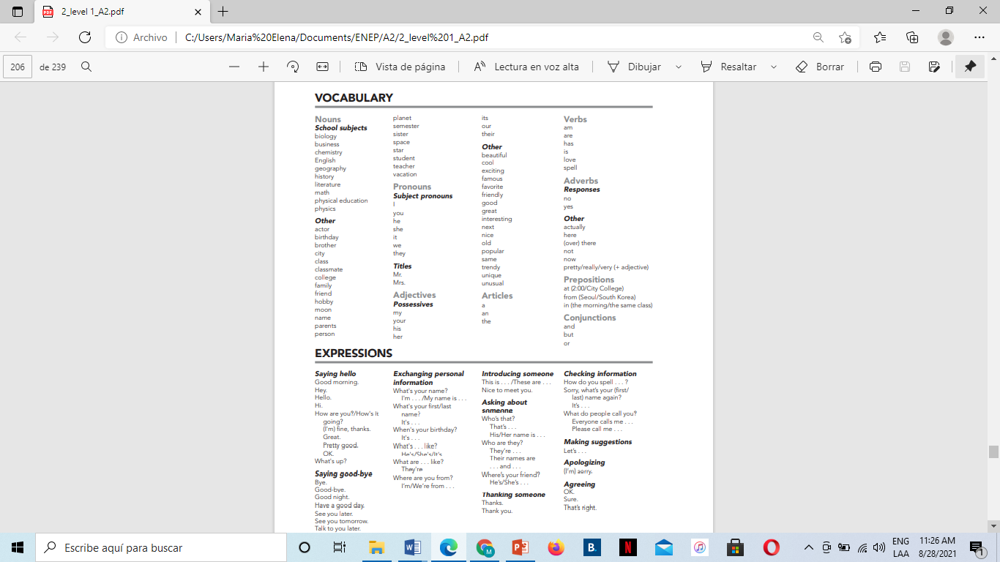 2_level 1_A2.pdf
Archivo
C:/Users/Maria%20Elena/Documents/ENEP/A2/2_level%201_A2.pdf
206
de 239
Vista de página
Lectura en voz alta
Dibujar
Resaltar
Borrar
VOCABULARY
Nouns
School subjects
biology
business
chemistry
English
geography
history
literature
math
physical education
physics
Other
actor
birthday
brother
city
class
classmate
college
family
friend
hobby
moon
name
parents
person
planet
semester
sister
space
star
student
teacher
vacation
Pronouns
Subject pronouns
I
you
he
she
it
we
they
Titles
Mr.
Mrs.
Adjectives
Possessives
my
your
his
her
its
our
their
Other
beautiful
cool
exciting
famous
favorite
friendly
good
great
interesting
next
nice
old
popular
same
trendy
unique
unusual
Articles
a
an
the
Verbs
am
are
has
is
love
spell
Adverbs
Responses
no
yes
Other
actually
here
(over) there
not
now
pretty/really/very (+ adjective)
Prepositions
at (2:00/City College)
from (Seoul/South Korea)
in (the morning/the same class)
Conjunctions
and
but
or
EXPRESSIONS
Saying hello
Good morning.
Hey.
Hello.
Hi.
How are you?/How's it
going?
(I'm) fine, thanks.
Great.
Pretty good.
OK.
What's up?
Saying good-bye
Bye.
Good-bye.
Good night.
Have a good day.
See you later.
See you tomorrow.
Talk to you later.
Exchanging personal
information
What's your name?
I'm . . . /My name is . . .
What's your first/last
name?
It's . . .
When's your birthday?
It's . . .
What's . . . like?
He's/She's/It's
What are . . . like?
They're
Where are you from?
I'm/We're from . . .
Introducing someone
This is . . . /These are . . .
Nice to meet you.
Asking about
someone
Who's that?
That's . . .
His/Her name is . . .
Who are they?
They're . . .
Their names are
. . . and . . .
Where's your friend?
He's/She's . . .
Thanking someone
Thanks.
Thank you.
Checking information
How do you spell . . . ?
Sorry, what's your (first/
last) name again?
It's . . .
What do people call you?
Everyone calls me . . .
Please call me . . .
Making suggestions
Let's . . .
Apologizing
(I'm) sorry.
Agreeing
OK.
Sure.
That's right.
Escribe aquí para buscar
ENG
LAA
11:26 AM
8/28/2021